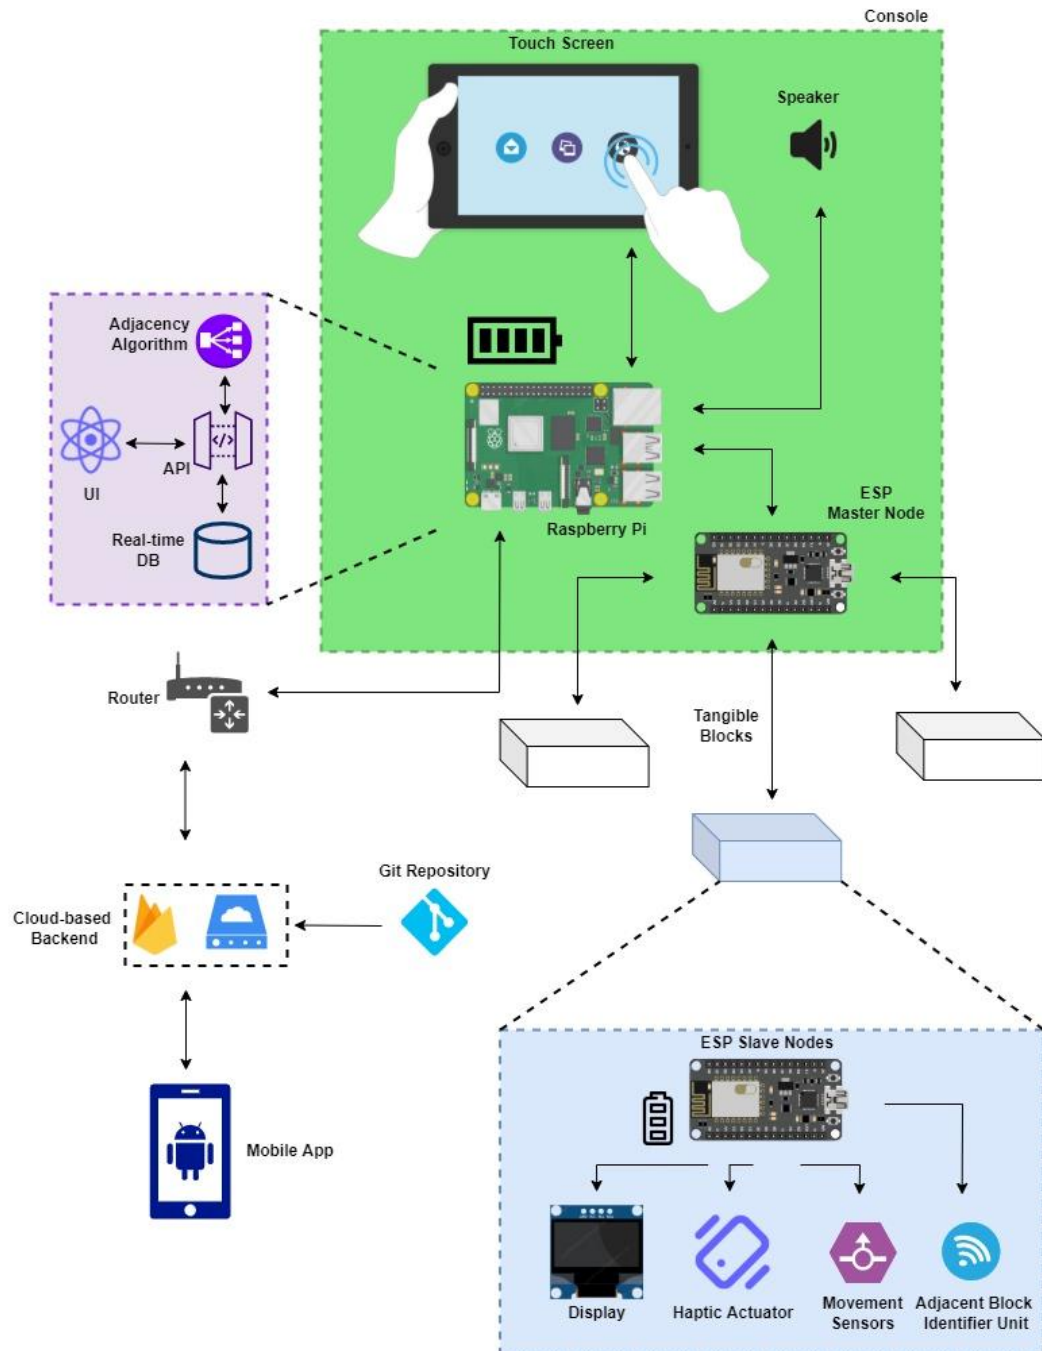 Console
Touch Screen
Speaker
Adjacency
Algorithm
UI
API
Real-time
DB
Raspberry Pi
ESP
Master Node
Router
Tangible
Blocks
Git Repository
Cloud-based
Backend
Mobile App
ESP Slave Nodes
Display
Haptic Actuator
Movement
Sensors
Adjacent Block
Identifier Unit